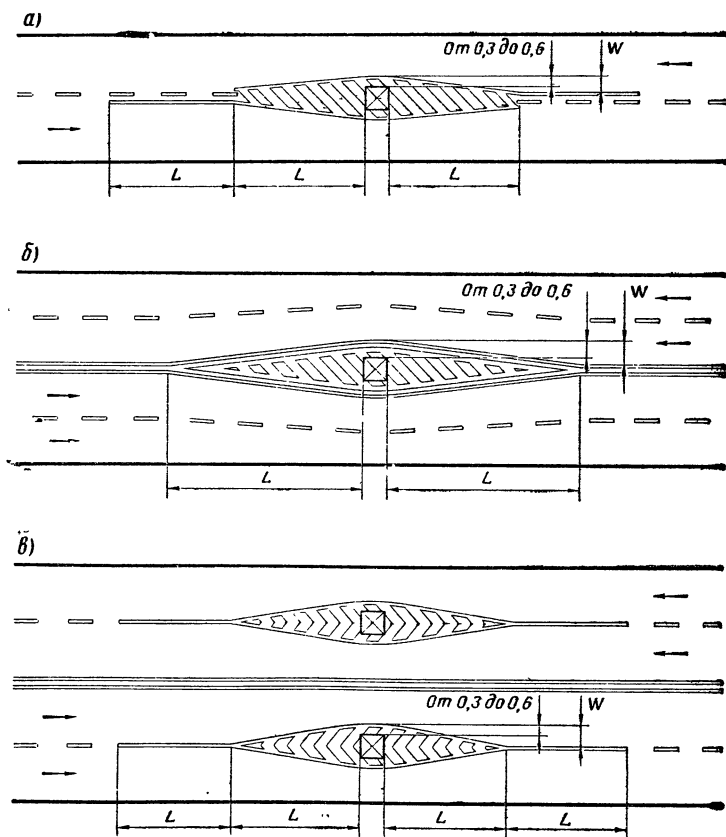 а)
От 0,3 до 0,6 W
L L L
б)
От 0,3 до 0,6 W
L L
в)
От 0,3 до 0,6 W
L L L L